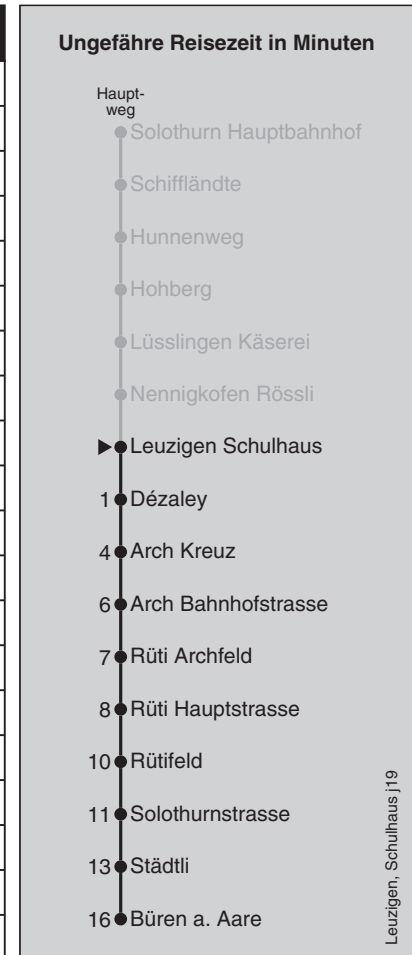 Ungefähre Reisezeit in Minuten
Haupt-
weg
Solothurn Hauptbahnhof
Schiffländte
Hunnenweg
Hohberg
Lüsslingen Käserei
Nennigkofen Rössli
Leuzigen Schulhaus
1 Dézaley
4 Arch Kreuz
6 Arch Bahnhofstrasse
7 Rüti Archfeld
8 Rüti Hauptstrasse
10 Rütifeld
11 Solothurnstrasse
13 Städtli
16 Büren a. Aare
Leuzigen, Schulhaus j19